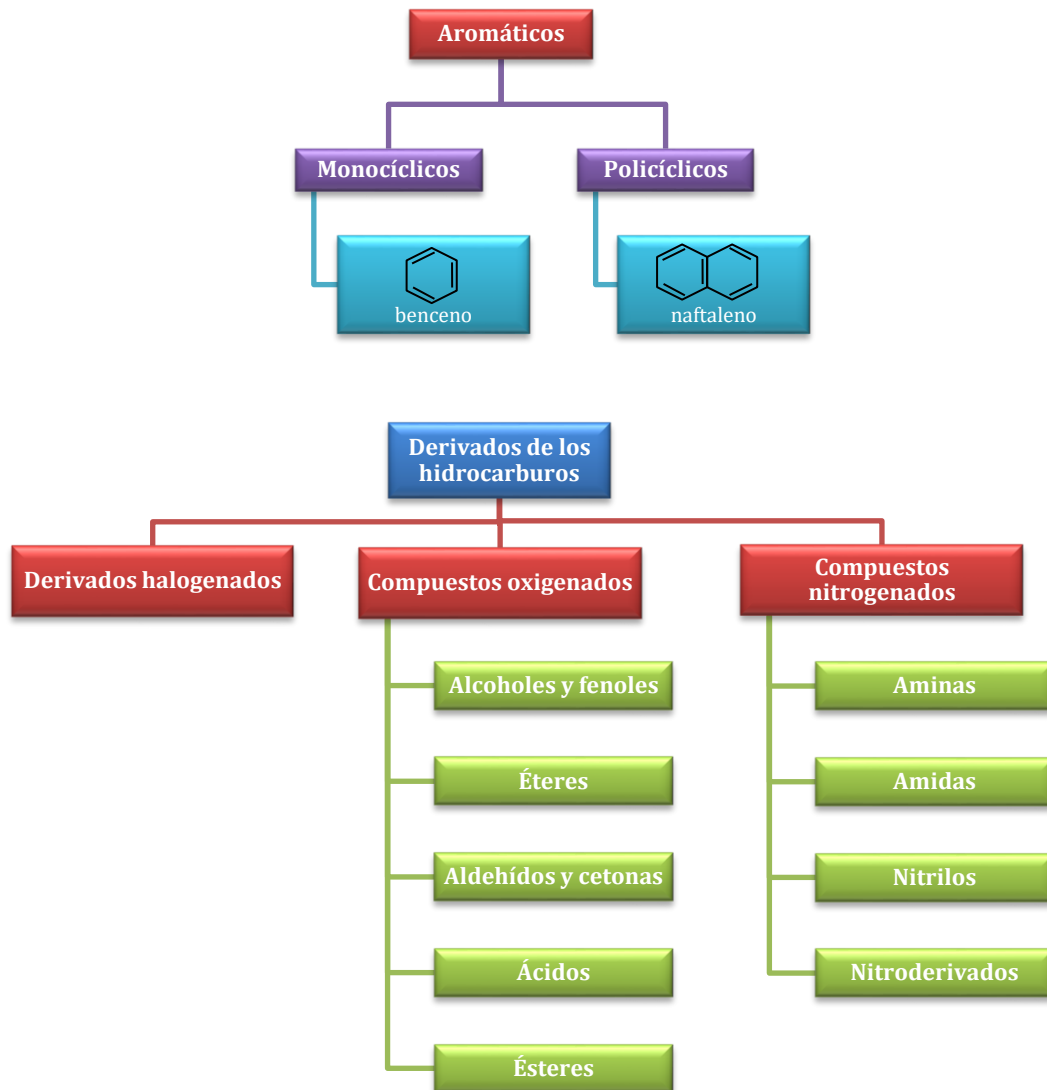 Aromáticos
Monocíclicos
Policíclicos
benceno
naftaleno
Derivados de los
hidrocarburos
Derivados halogenados
Compuestos oxigenados
Compuestos
nitrogenados
Alcoholes y fenoles
Éteres
Aldehídos y cetonas
Ácidos
Ésteres
Aminas
Amidas
Nitrilos
Nitroderivados